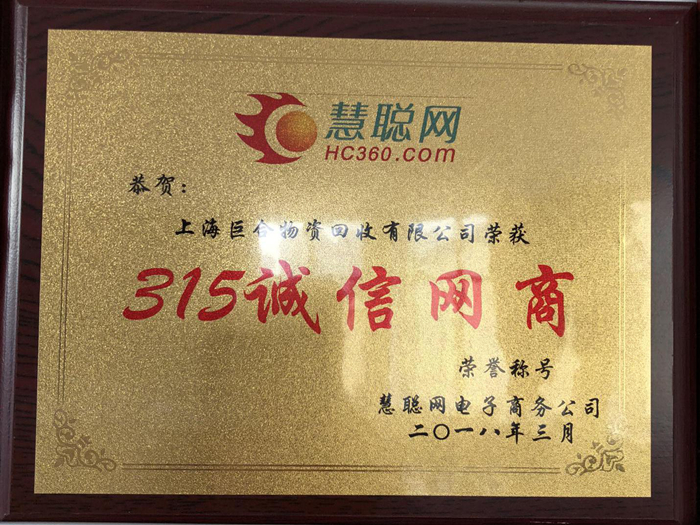 慧聪网
HC360.com
恭贺：
上海巨合物资回收有限公司荣获
315诚信网商
荣誉称号
慧聪网电子商务公司
二〇一八年三月